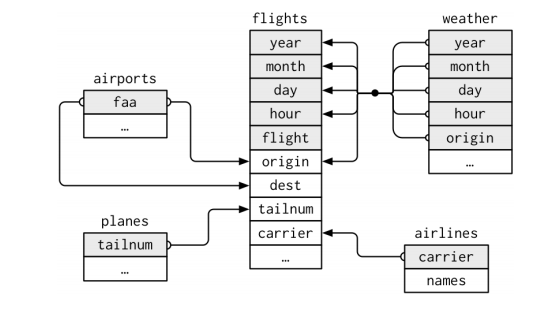 flights
year
month
day
hour
flight
origin
dest
tailnum
carrier
…
weather
year
month
day
hour
origin
…
airports
faa
…
planes
tailnum
…
airlines
carrier
names